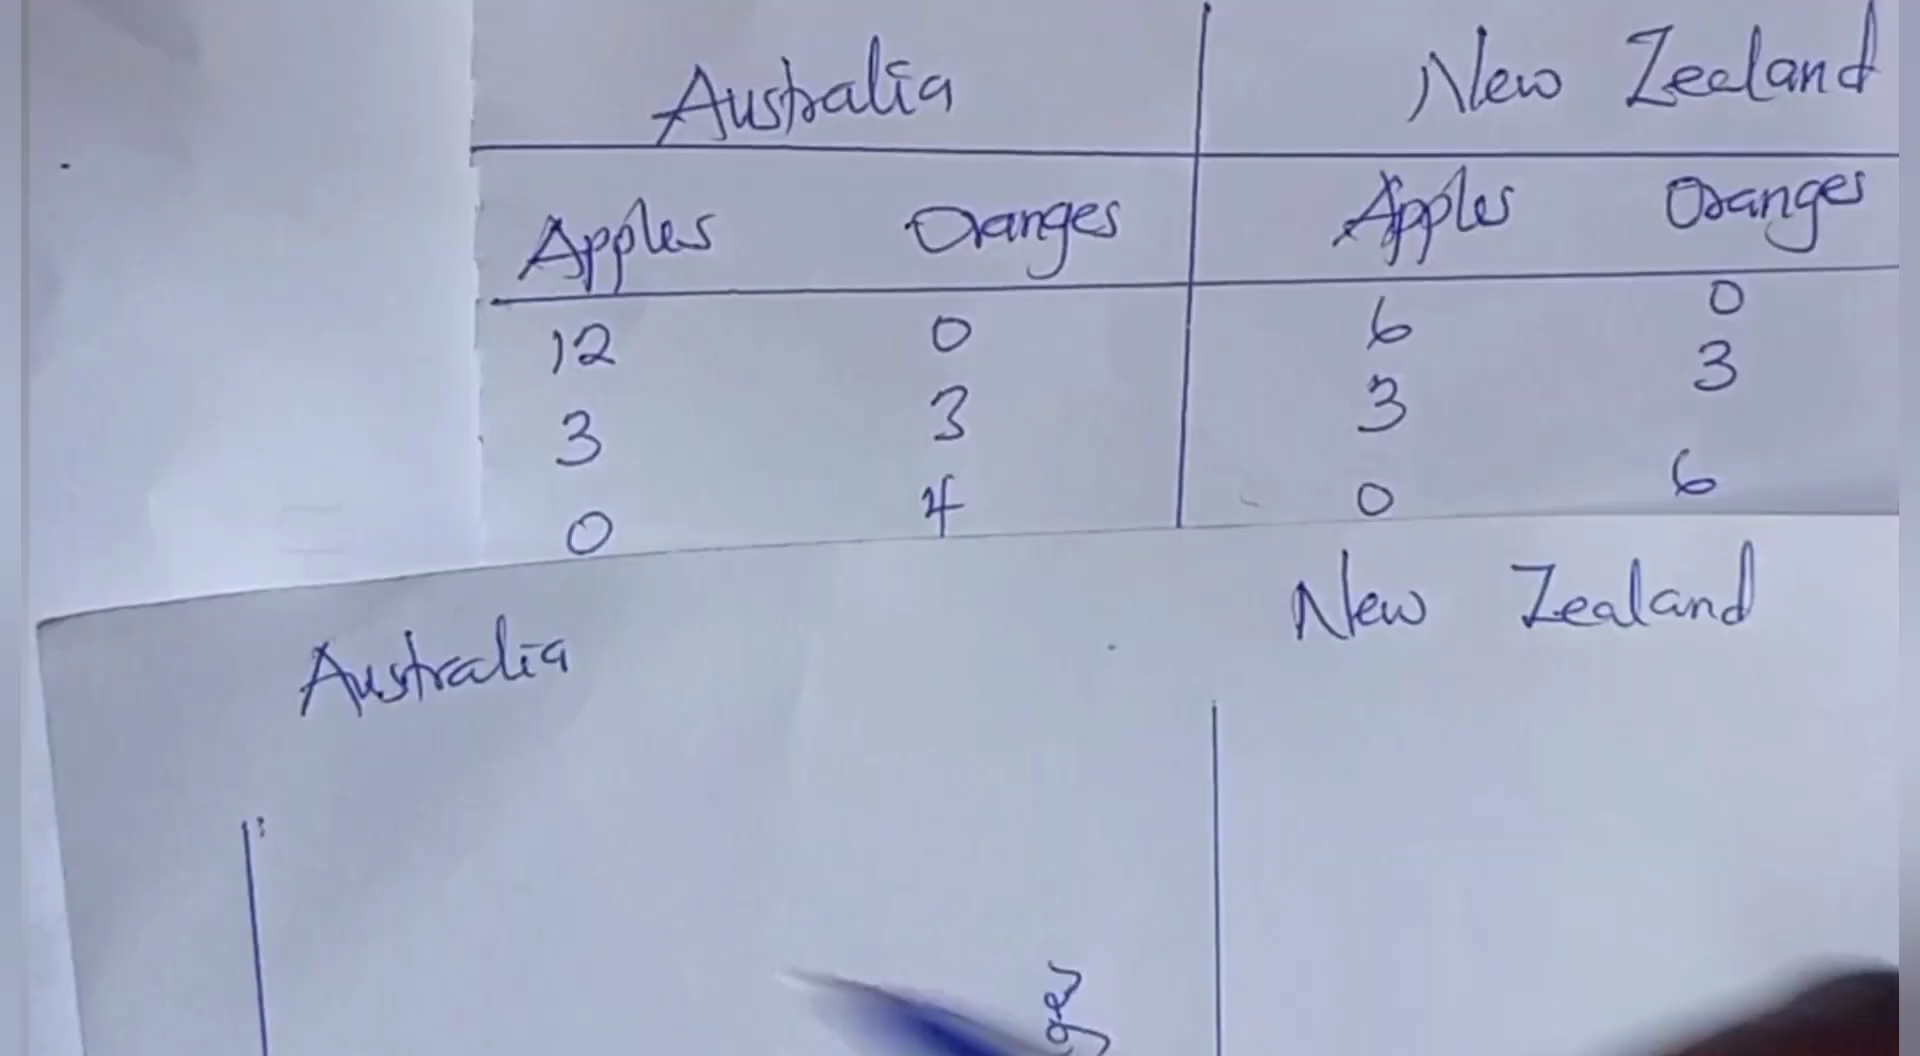 Australia New Zealand
Apples Oranges Apples Oranges
12 0 6 0
3 3 3 3
0 4 0 6
Australia New Zealand